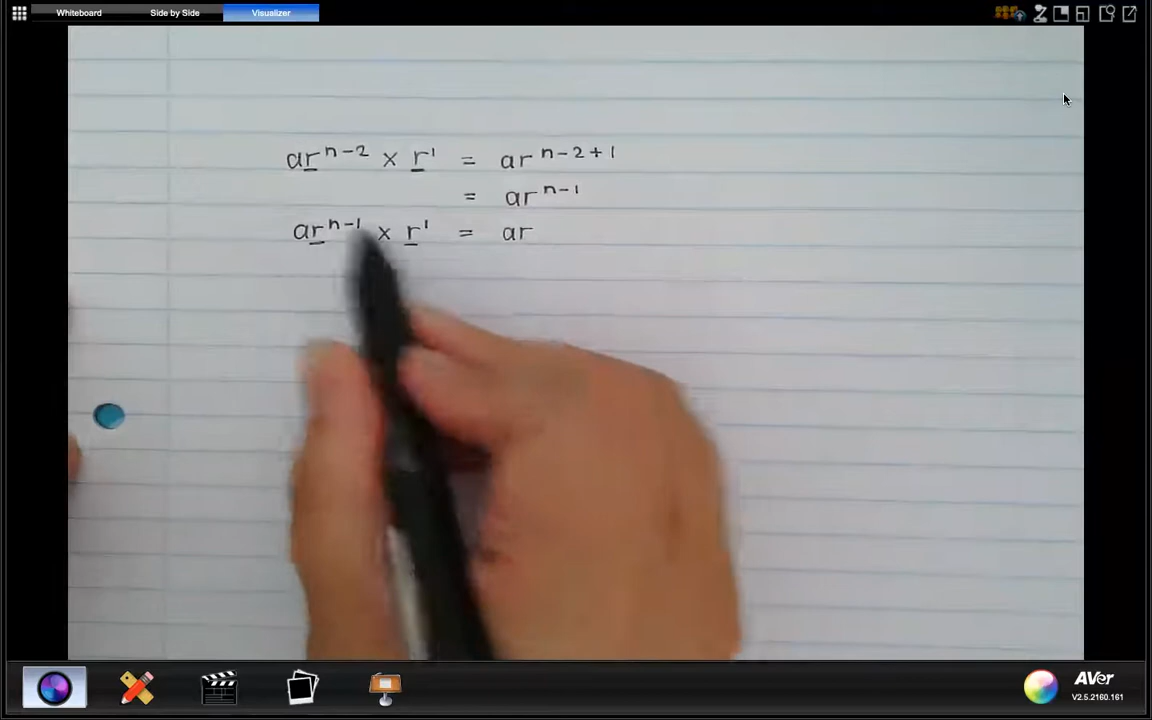 Whiteboard Side by Side Visualizer
arⁿ⁻² × r¹ = arⁿ⁻²⁺¹
= arⁿ⁻¹
arⁿ⁻¹ × r¹ = ar
AVer
V2.5.2160.161